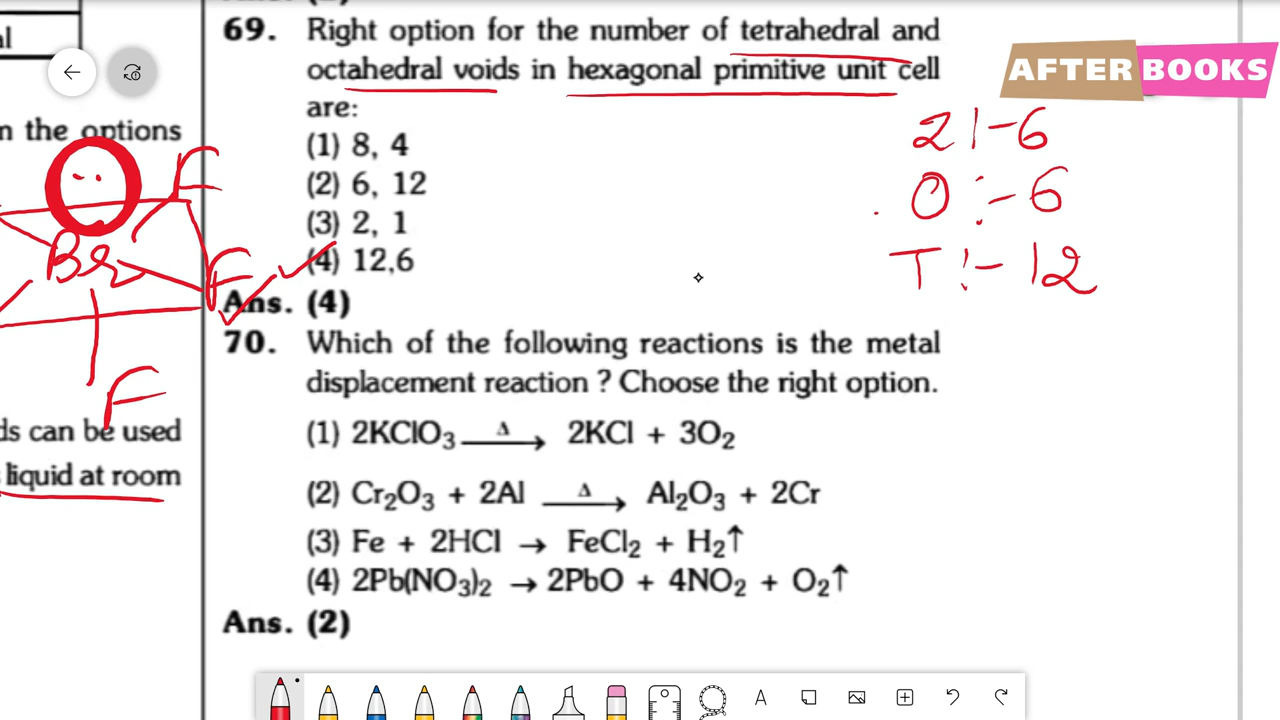 al
n the options
ds can be used
liquid at room
69. Right option for the number of tetrahedral and
octahedral voids in hexagonal primitive unit cell
are:
(1) 8, 4
(2) 6, 12
(3) 2, 1
(4) 12,6
Ans. (4)
70. Which of the following reactions is the metal
displacement reaction ? Choose the right option.
(1) 2KClO₃ —Δ→ 2KCl + 3O₂
(2) Cr₂O₃ + 2Al —Δ→ Al₂O₃ + 2Cr
(3) Fe + 2HCl → FeCl₂ + H₂↑
(4) 2Pb(NO₃)₂ → 2PbO + 4NO₂ + O₂↑
Ans. (2)
AFTERBOOKS
O :- 6
T :- 12
F
Br
F
F
A